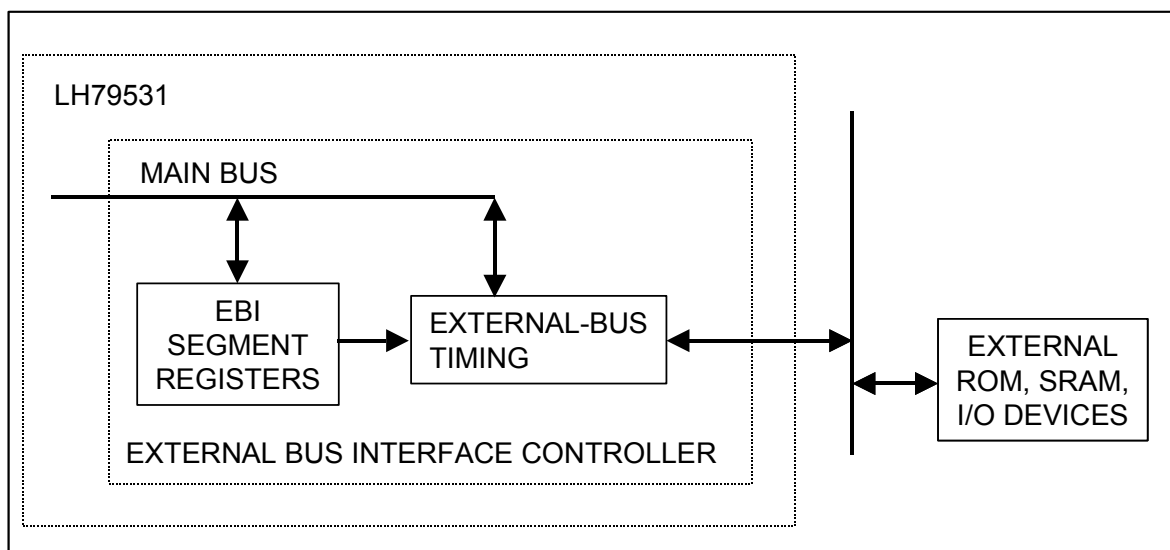 LH79531
MAIN BUS
EBI
SEGMENT
REGISTERS
EXTERNAL-BUS
TIMING
EXTERNAL
ROM, SRAM,
I/O DEVICES
EXTERNAL BUS INTERFACE CONTROLLER